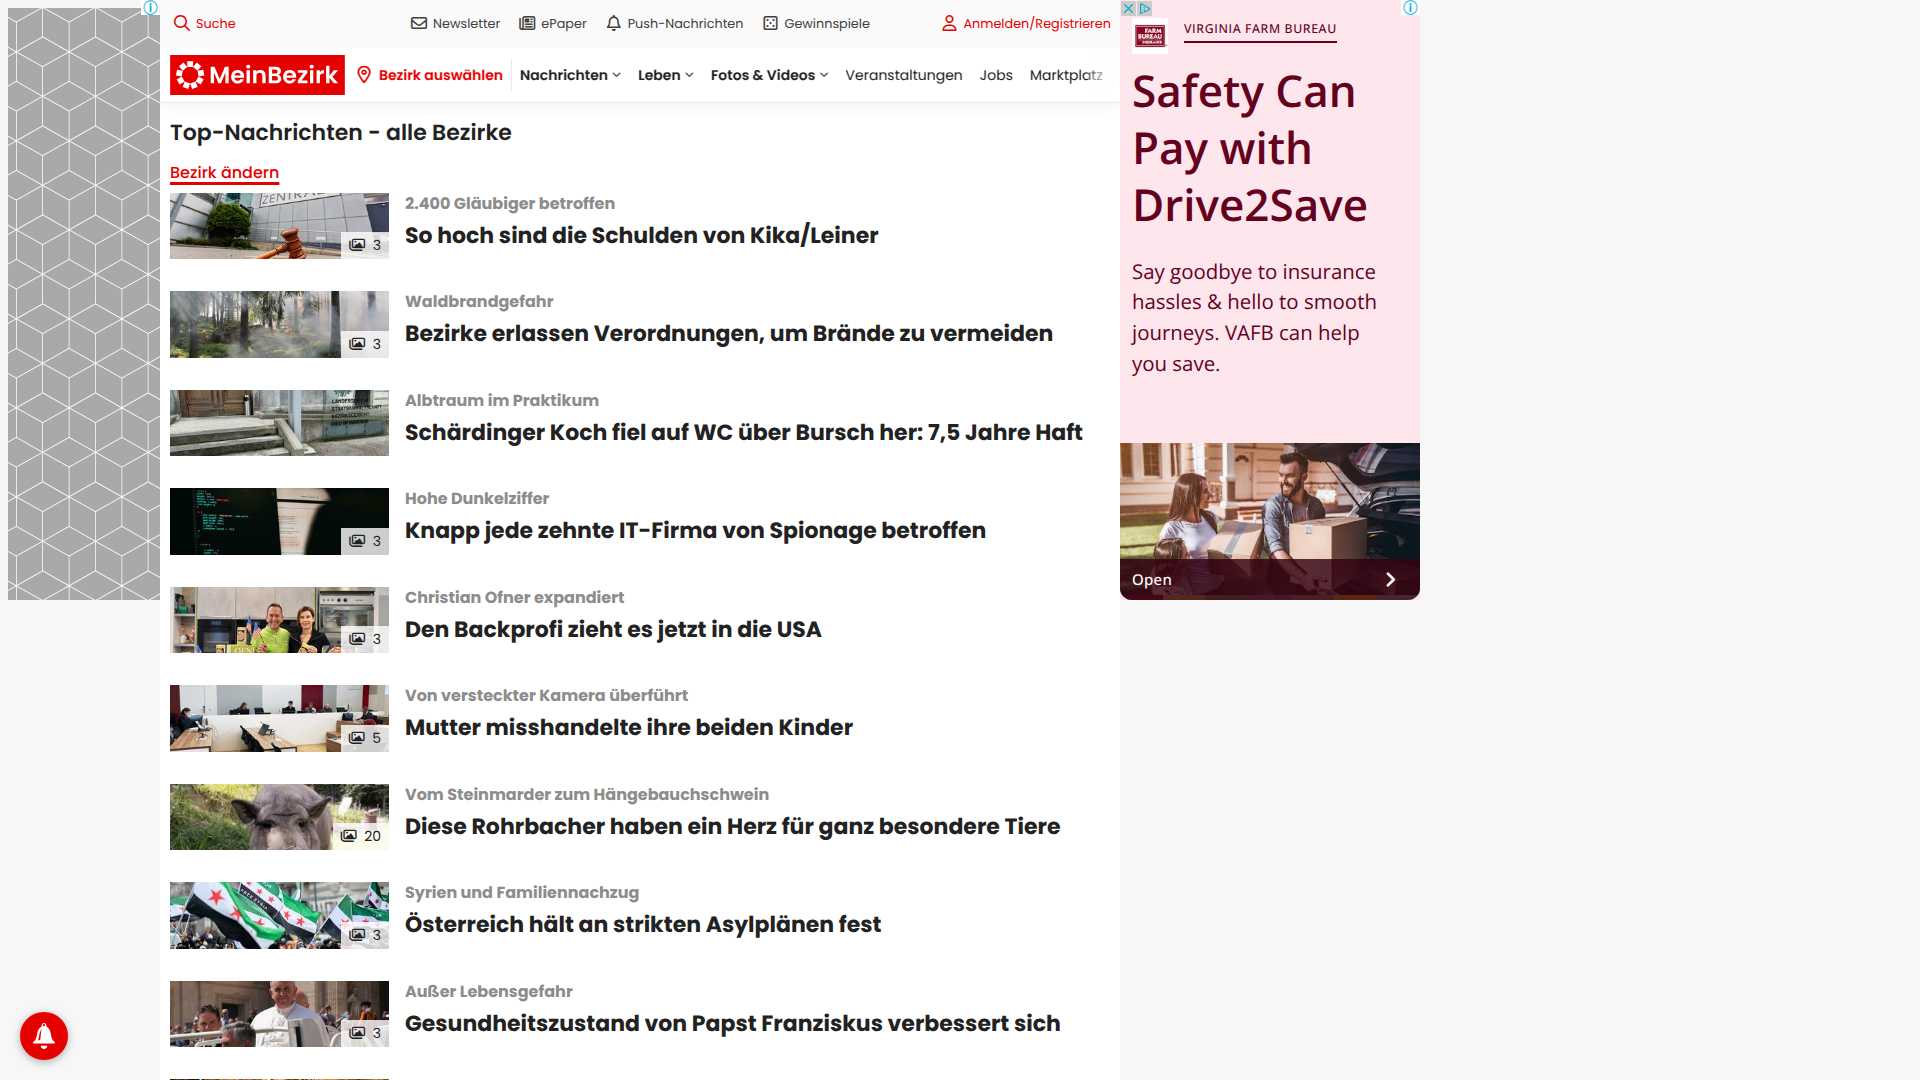 Suche
Newsletter
ePaper
Push-Nachrichten
Gewinnspiele
Anmelden/Registrieren
MeinBezirk
Bezirk auswählen
Nachrichten
Leben
Fotos & Videos
Veranstaltungen
Jobs
Marktplatz
Top-Nachrichten - alle Bezirke
Bezirk ändern
ZENTRA
3
2.400 Gläubiger betroffen
So hoch sind die Schulden von Kika/Leiner
3
Waldbrandgefahr
Bezirke erlassen Verordnungen, um Brände zu vermeiden
Albtraum im Praktikum
Schärdinger Koch fiel auf WC über Bursch her: 7,5 Jahre Haft
3
Hohe Dunkelziffer
Knapp jede zehnte IT-Firma von Spionage betroffen
3
Christian Ofner expandiert
Den Backprofi zieht es jetzt in die USA
5
Von versteckter Kamera überführt
Mutter misshandelte ihre beiden Kinder
20
Vom Steinmarder zum Hängebauchschwein
Diese Rohrbacher haben ein Herz für ganz besondere Tiere
3
Syrien und Familiennachzug
Österreich hält an strikten Asylplänen fest
3
Außer Lebensgefahr
Gesundheitszustand von Papst Franziskus verbessert sich
FARM
BUREAU
VIRGINIA FARM BUREAU
Safety Can
Pay with
Drive2Save
Say goodbye to insurance
hassles & hello to smooth
journeys. VAFB can help
you save.
Open